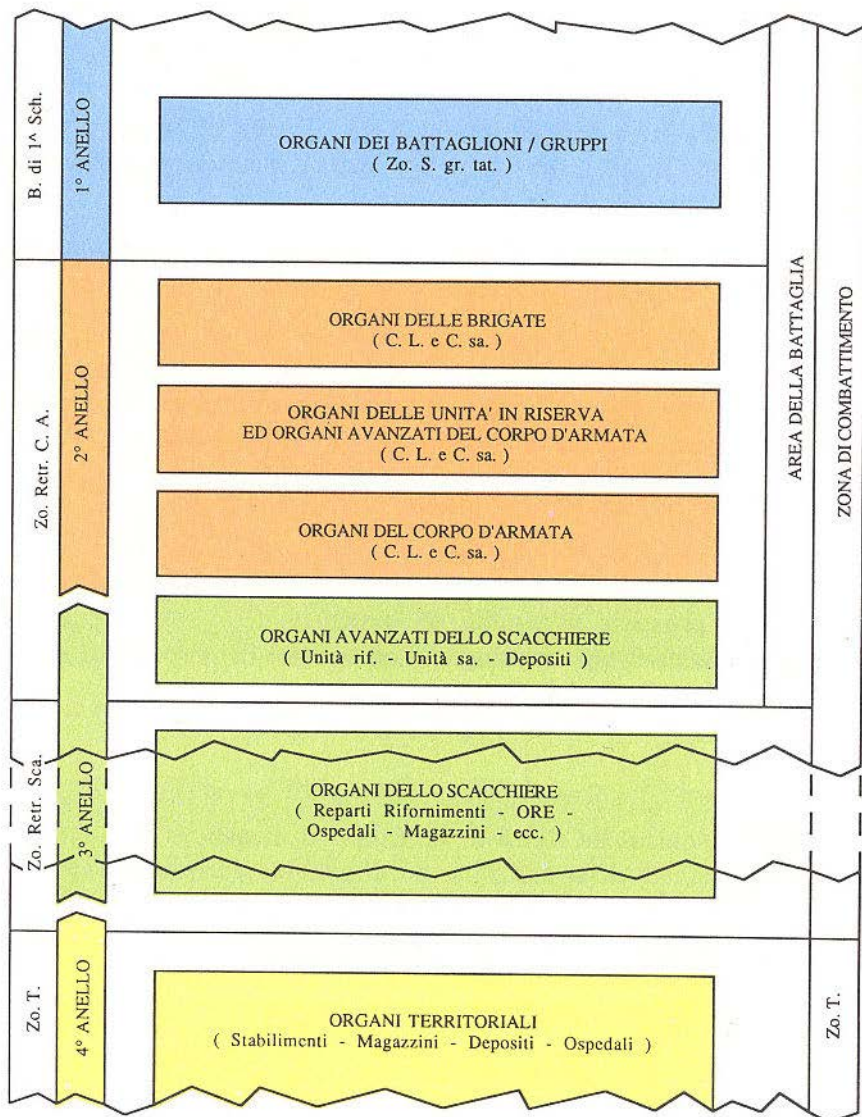 B. di 1^ Sch.
1° ANELLO
ORGANI DEI BATTAGLIONI / GRUPPI
( Zo. S. gr. tat. )
Zo. Retr. C. A.
2° ANELLO
ORGANI DELLE BRIGATE
( C. L. e C. sa. )
ORGANI DELLE UNITA' IN RISERVA
ED ORGANI AVANZATI DEL CORPO D'ARMATA
( C. L. e C. sa. )
ORGANI DEL CORPO D'ARMATA
( C. L. e C. sa. )
ORGANI AVANZATI DELLO SCACCHIERE
( Unità rif. - Unità sa. - Depositi )
AREA DELLA BATTAGLIA
ZONA DI COMBATTIMENTO
Zo. Retr. Sca.
3° ANELLO
ORGANI DELLO SCACCHIERE
( Reparti Rifornimenti - ORE -
Ospedali - Magazzini - ecc. )
Zo. T.
4° ANELLO
ORGANI TERRITORIALI
( Stabilimenti - Magazzini - Depositi - Ospedali )
Zo. T.